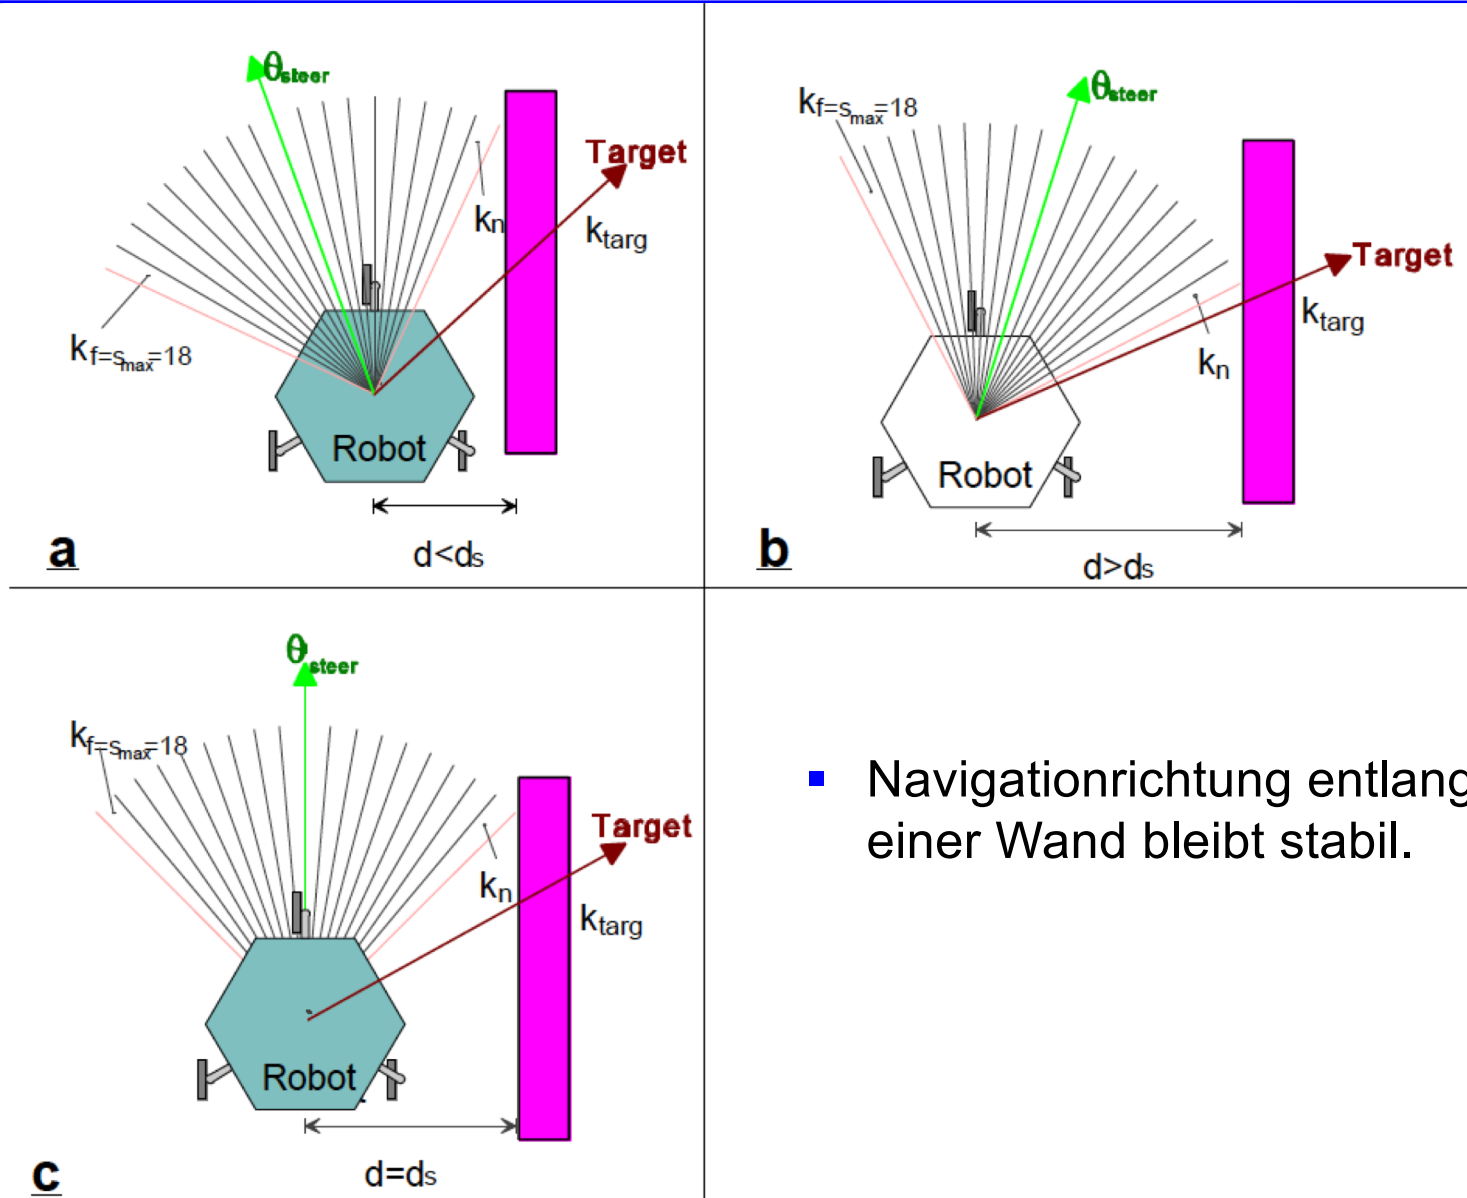 θsteer
Target
kn
ktarg
kf=smax=18
Robot
a
d<ds
kf=smax=18
θsteer
Target
ktarg
kn
Robot
b
d>ds
θsteer
kf=smax=18
Target
kn
ktarg
Robot
c
d=ds
▪ Navigationrichtung entlang
einer Wand bleibt stabil.